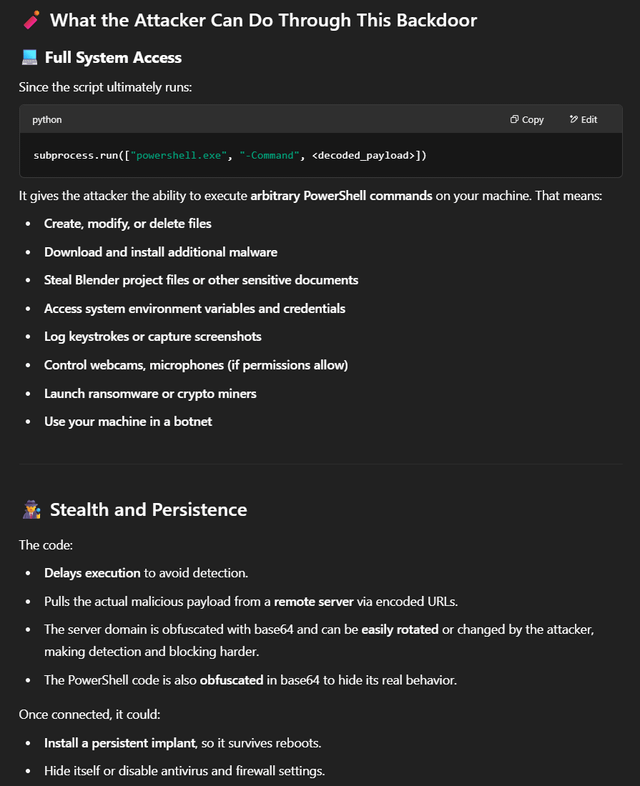 What the Attacker Can Do Through This Backdoor
Full System Access
Since the script ultimately runs:
python
Copy
Edit
subprocess.run(["powershell.exe", "-Command", <decoded_payload>])
It gives the attacker the ability to execute arbitrary PowerShell commands on your machine. That means:
• Create, modify, or delete files
• Download and install additional malware
• Steal Blender project files or other sensitive documents
• Access system environment variables and credentials
• Log keystrokes or capture screenshots
• Control webcams, microphones (if permissions allow)
• Launch ransomware or crypto miners
• Use your machine in a botnet
Stealth and Persistence
The code:
• Delays execution to avoid detection.
• Pulls the actual malicious payload from a remote server via encoded URLs.
• The server domain is obfuscated with base64 and can be easily rotated or changed by the attacker,
making detection and blocking harder.
• The PowerShell code is also obfuscated in base64 to hide its real behavior.
Once connected, it could:
• Install a persistent implant, so it survives reboots.
• Hide itself or disable antivirus and firewall settings.